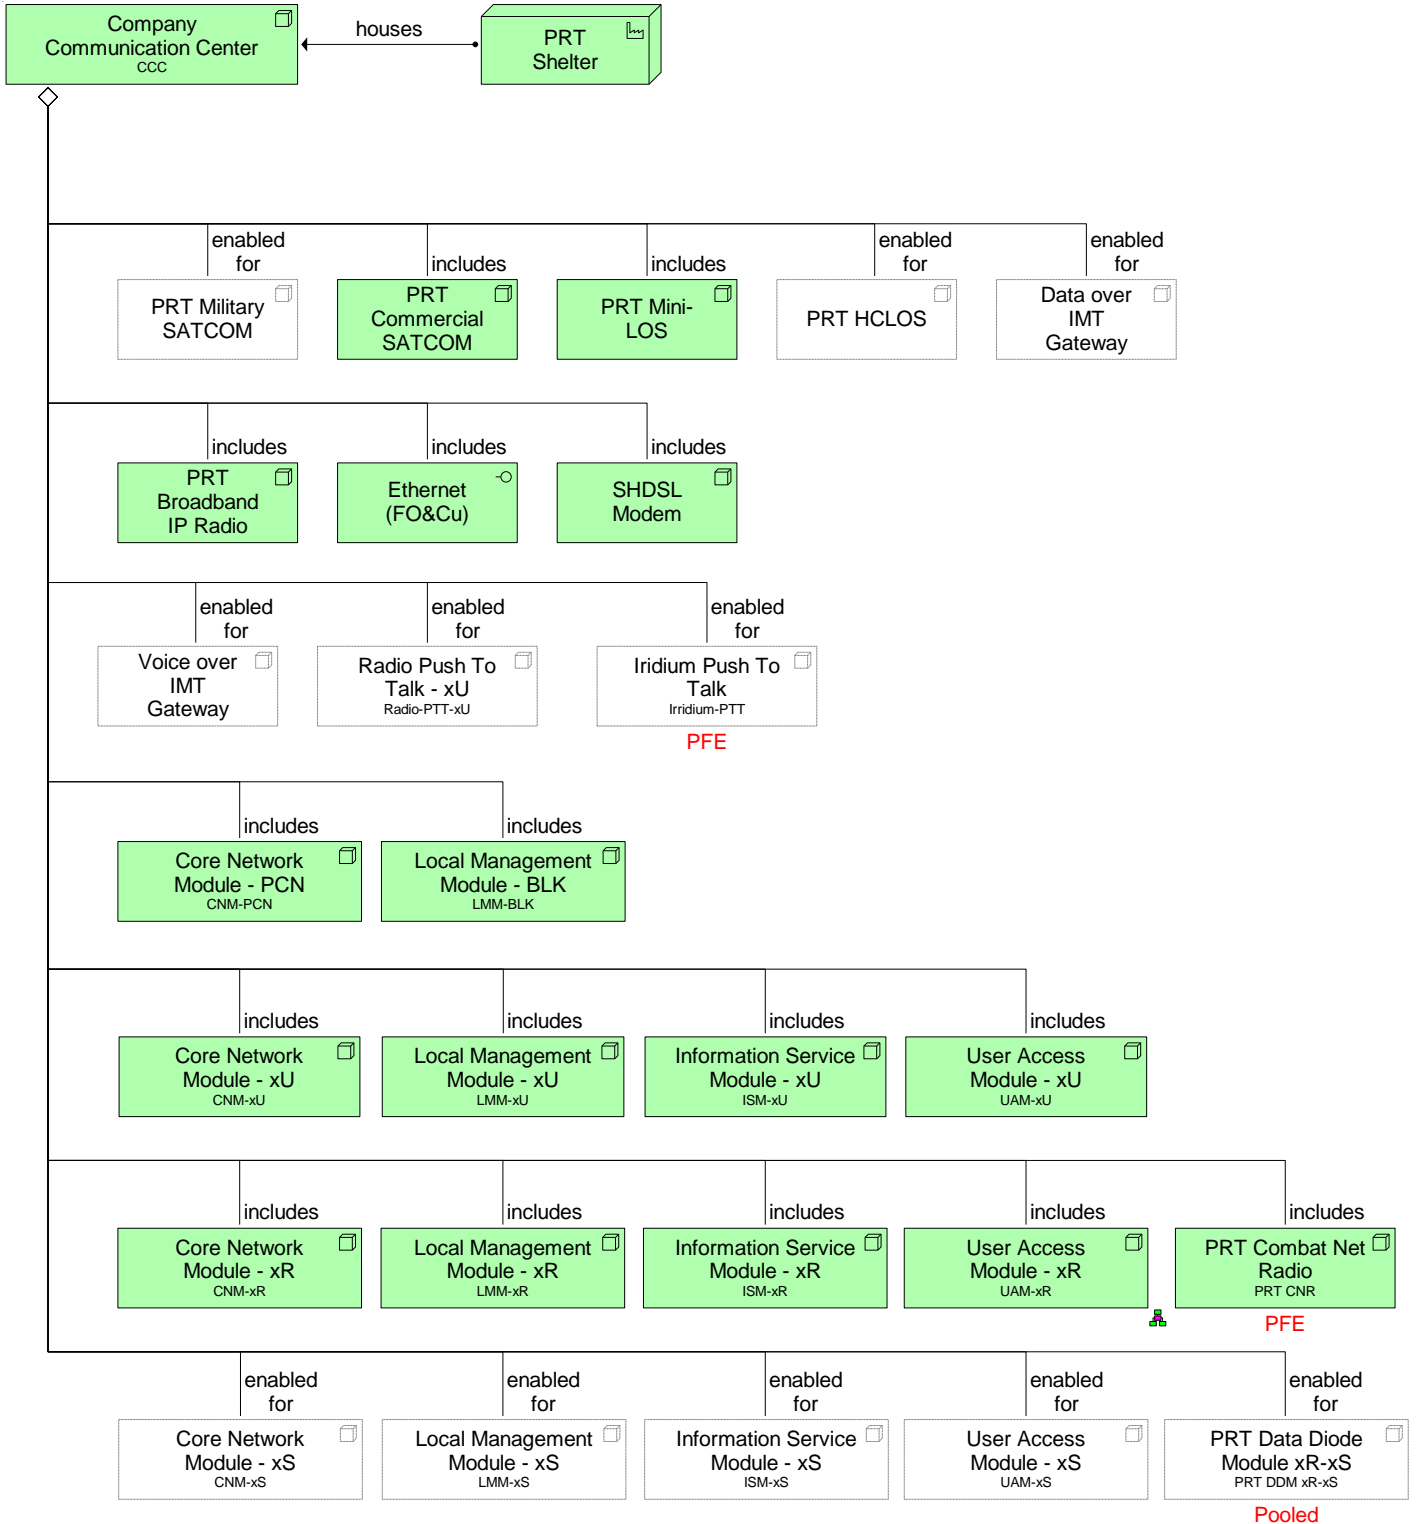 Company
Communication Center
CCC
houses
PRT
Shelter
enabled
for
includes
includes
enabled
for
enabled
for
PRT Military
SATCOM
PRT
Commercial
SATCOM
PRT Mini-
LOS
PRT HCLOS
Data over
IMT
Gateway
includes
includes
includes
PRT
Broadband
IP Radio
Ethernet
(FO&Cu)
SHDSL
Modem
enabled
for
enabled
for
enabled
for
Voice over
IMT
Gateway
Radio Push To
Talk - xU
Radio-PTT-xU
Iridium Push To
Talk
Irridium-PTT
PFE
includes
includes
Core Network
Module - PCN
CNM-PCN
Local Management
Module - BLK
LMM-BLK
includes
includes
includes
includes
Core Network
Module - xU
CNM-xU
Local Management
Module - xU
LMM-xU
Information Service
Module - xU
ISM-xU
User Access
Module - xU
UAM-xU
includes
includes
includes
includes
includes
Core Network
Module - xR
CNM-xR
Local Management
Module - xR
LMM-xR
Information Service
Module - xR
ISM-xR
User Access
Module - xR
UAM-xR
PRT Combat Net
Radio
PRT CNR
PFE
enabled
for
enabled
for
enabled
for
enabled
for
enabled
for
Core Network
Module - xS
CNM-xS
Local Management
Module - xS
LMM-xS
Information Service
Module - xS
ISM-xS
User Access
Module - xS
UAM-xS
PRT Data Diode
Module xR-xS
PRT DDM xR-xS
Pooled